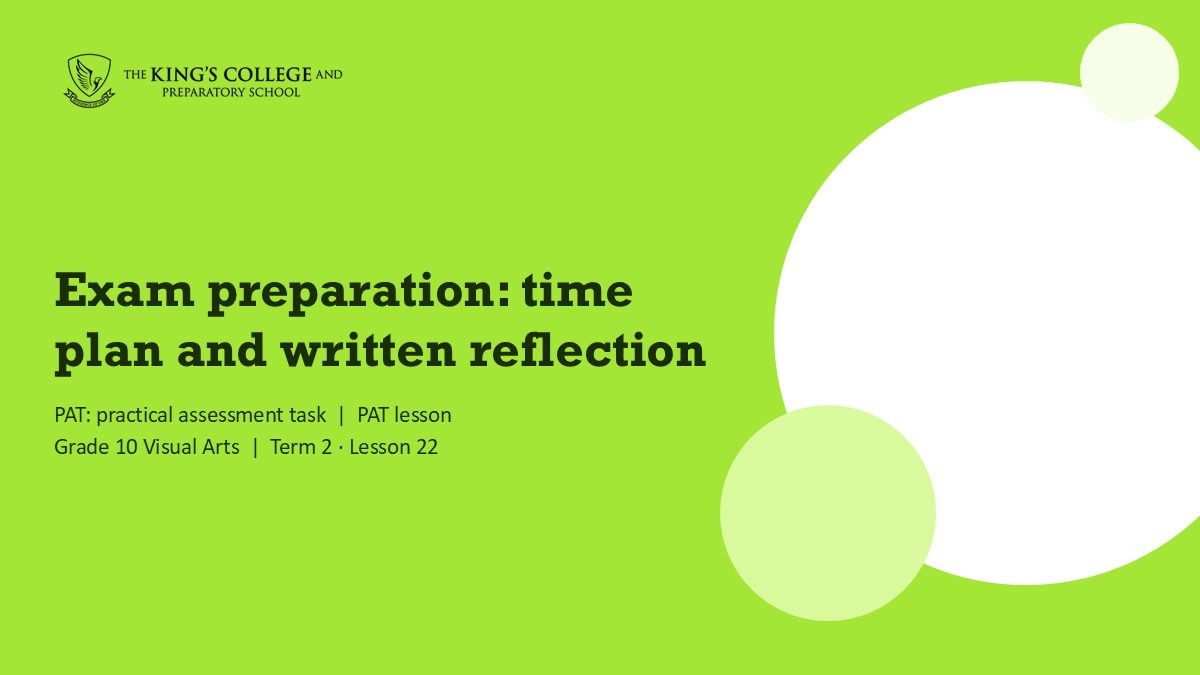 THE KING'S COLLEGE AND
PREPARATORY SCHOOL
Exam preparation: time
plan and written reflection
PAT: practical assessment task | PAT lesson
Grade 10 Visual Arts | Term 2 · Lesson 22